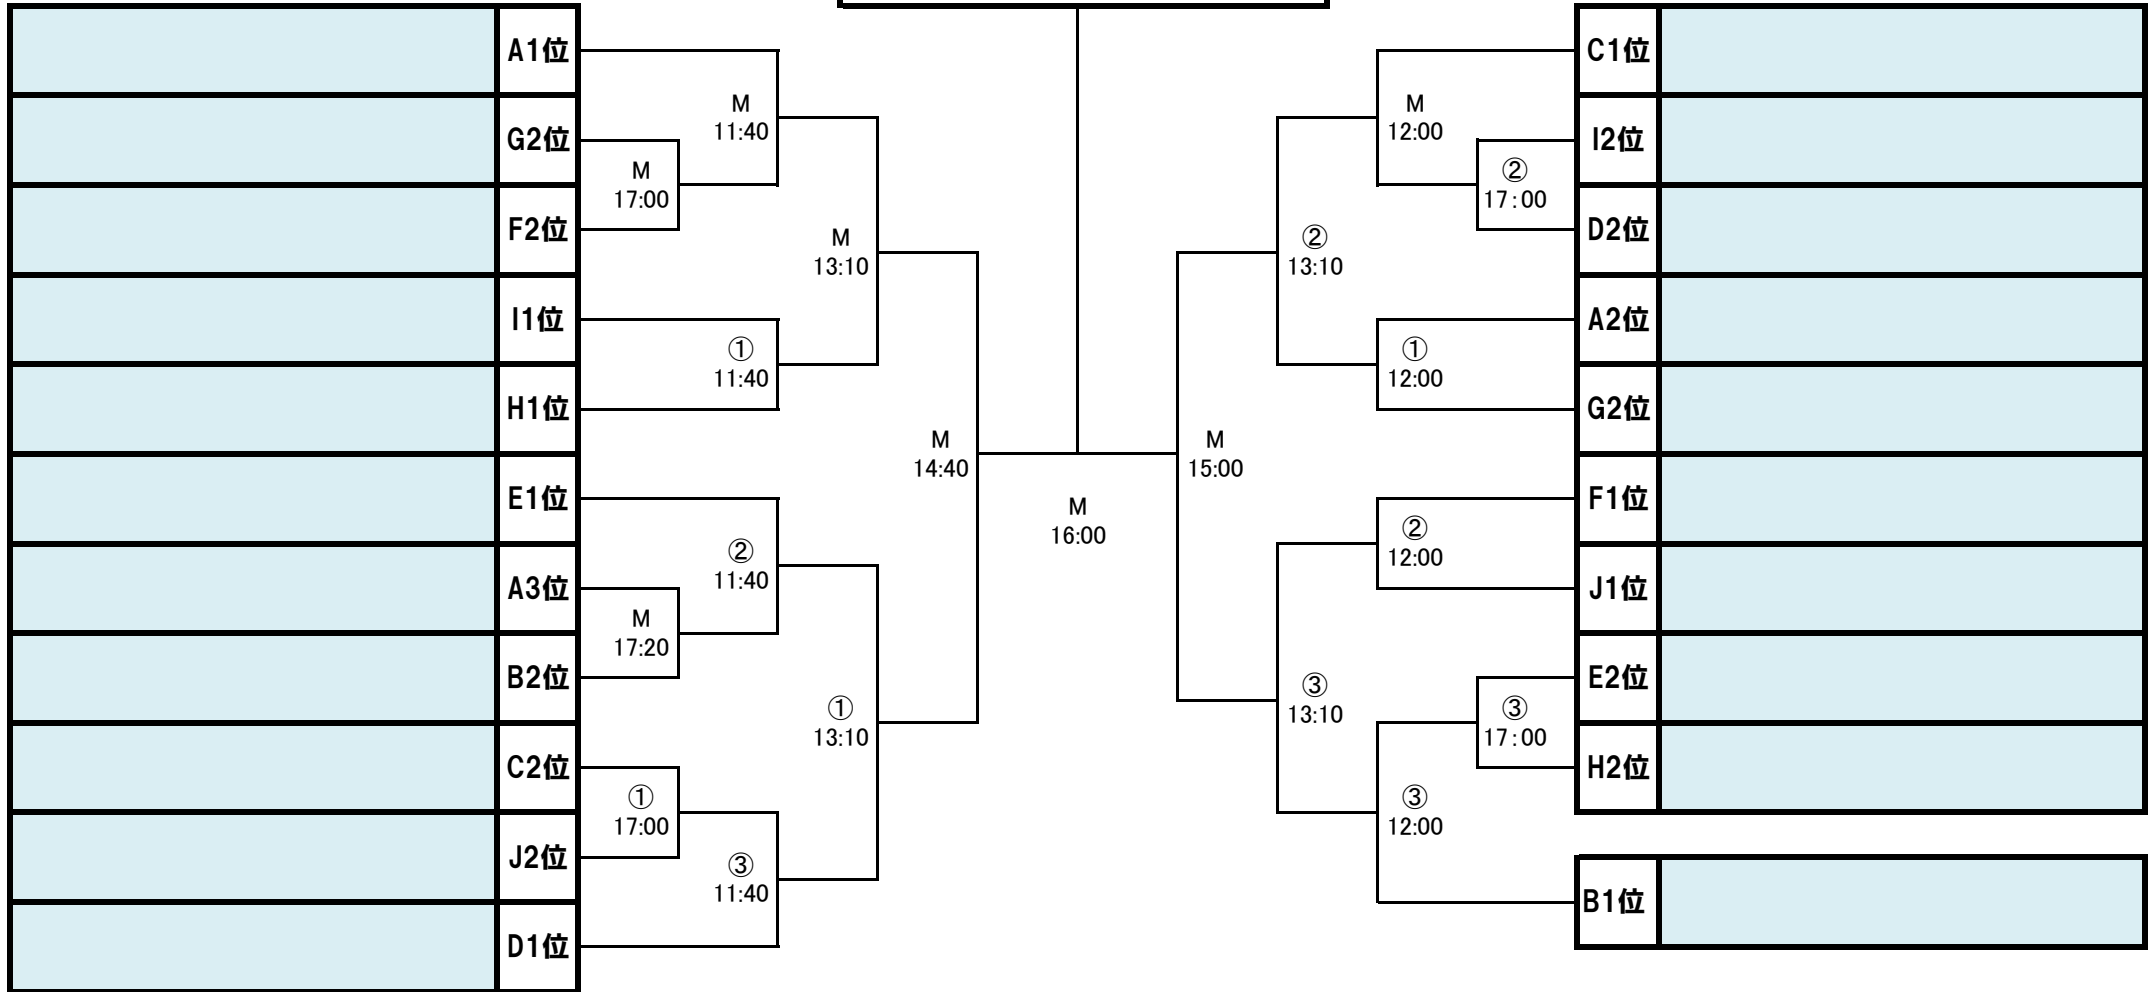 A1位
G2位
F2位
I1位
H1位
E1位
A3位
B2位
C2位
J2位
D1位
M
17:00
M
17:20
①
17:00
M
11:40
①
11:40
②
11:40
③
11:40
M
13:10
①
13:10
M
14:40
M
16:00
M
15:00
②
13:10
③
13:10
M
12:00
①
12:00
②
12:00
③
12:00
②
17:00
③
17:00
C1位
I2位
D2位
A2位
G2位
F1位
J1位
E2位
H2位
B1位